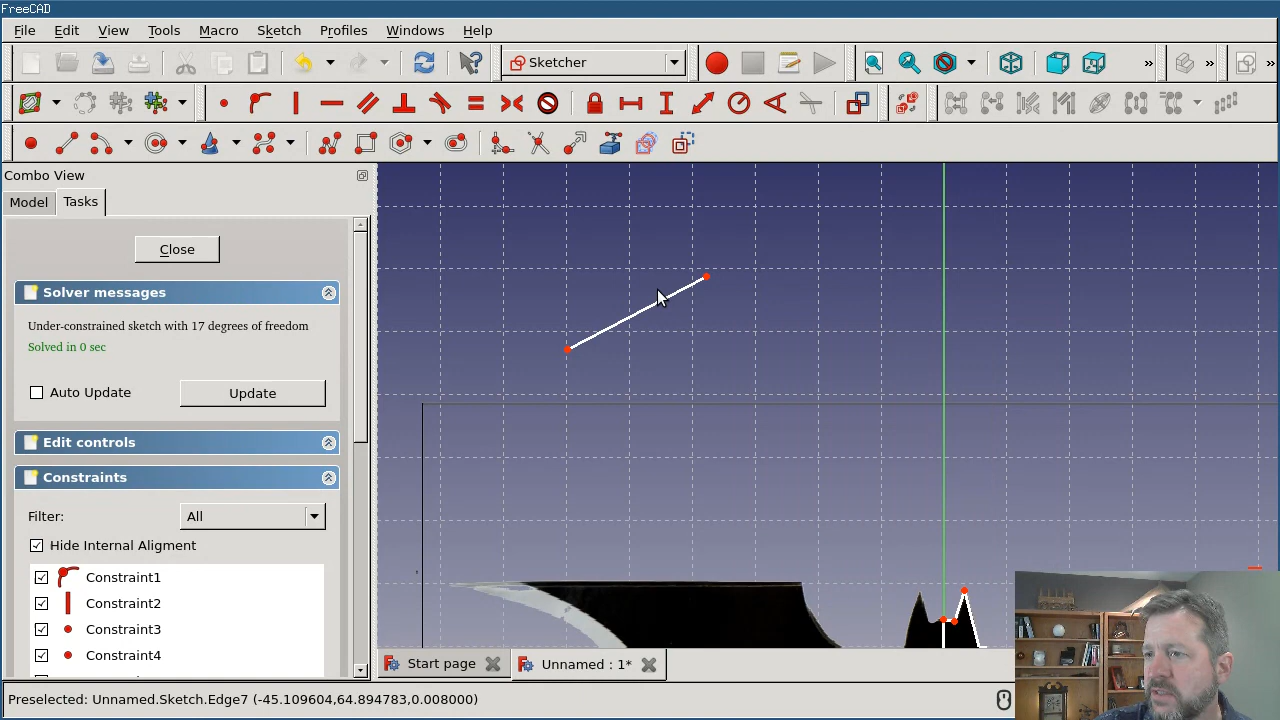 FreeCAD
File Edit View Tools Macro Sketch Profiles Windows Help
Sketcher
» » »
Combo View
Model Tasks
Close
Solver messages
Under-constrained sketch with 17 degrees of freedom
Solved in 0 sec
Auto Update Update
Edit controls
Constraints
Filter: All
Hide Internal Aligment
Constraint1
Constraint2
Constraint3
Constraint4
Start page Unnamed : 1*
Preselected: Unnamed.Sketch.Edge7 (-45.109604,64.894783,0.008000)